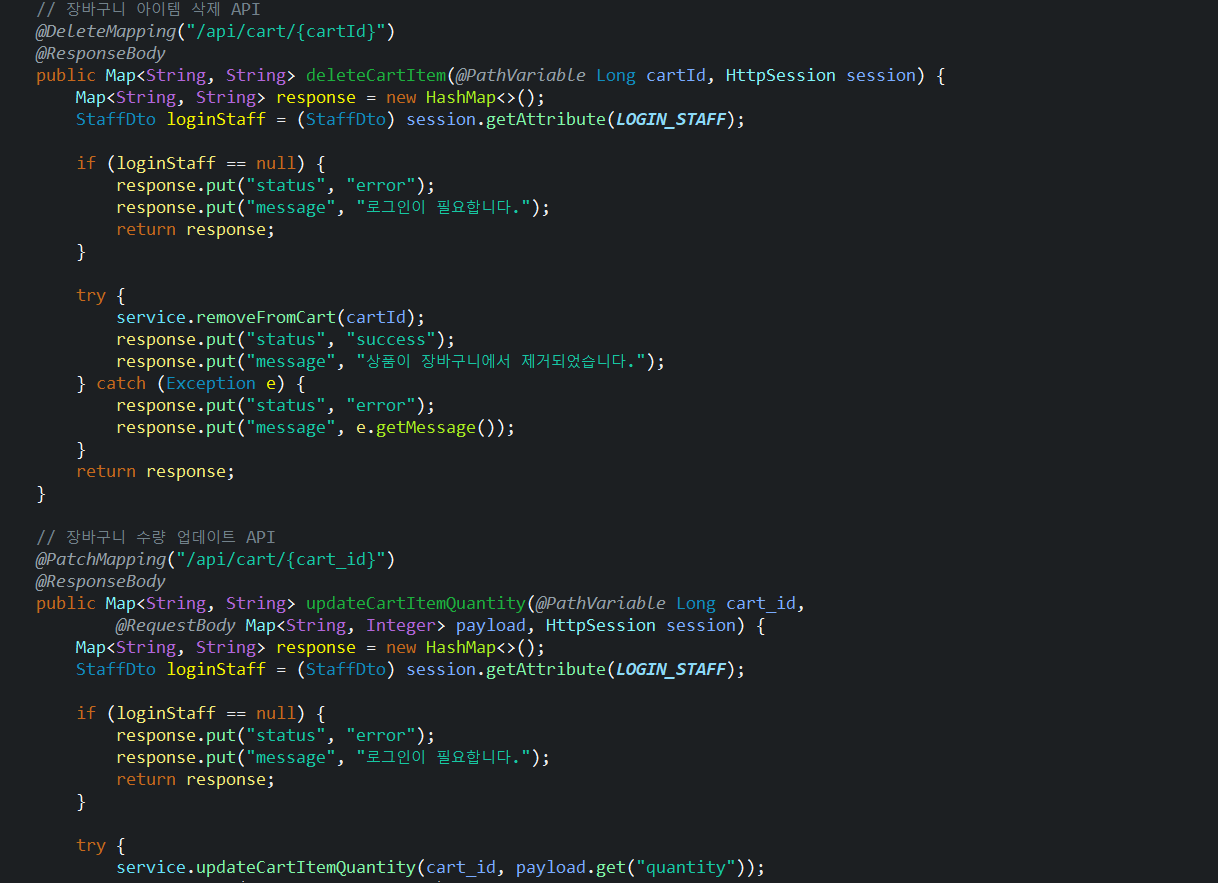 // 장바구니 아이템 삭제 API
@DeleteMapping("/api/cart/{cartId}")
@ResponseBody
public Map<String, String> deleteCartItem(@PathVariable Long cartId, HttpSession session) {
    Map<String, String> response = new HashMap<>();
    StaffDto loginStaff = (StaffDto) session.getAttribute(LOGIN_STAFF);

    if (loginStaff == null) {
        response.put("status", "error");
        response.put("message", "로그인이 필요합니다.");
        return response;
    }

    try {
        service.removeFromCart(cartId);
        response.put("status", "success");
        response.put("message", "상품이 장바구니에서 제거되었습니다.");
    } catch (Exception e) {
        response.put("status", "error");
        response.put("message", e.getMessage());
    }
    return response;
}

// 장바구니 수량 업데이트 API
@PatchMapping("/api/cart/{cart_id}")
@ResponseBody
public Map<String, String> updateCartItemQuantity(@PathVariable Long cart_id,
        @RequestBody Map<String, Integer> payload, HttpSession session) {
    Map<String, String> response = new HashMap<>();
    StaffDto loginStaff = (StaffDto) session.getAttribute(LOGIN_STAFF);

    if (loginStaff == null) {
        response.put("status", "error");
        response.put("message", "로그인이 필요합니다.");
        return response;
    }

    try {
        service.updateCartItemQuantity(cart_id, payload.get("quantity"));